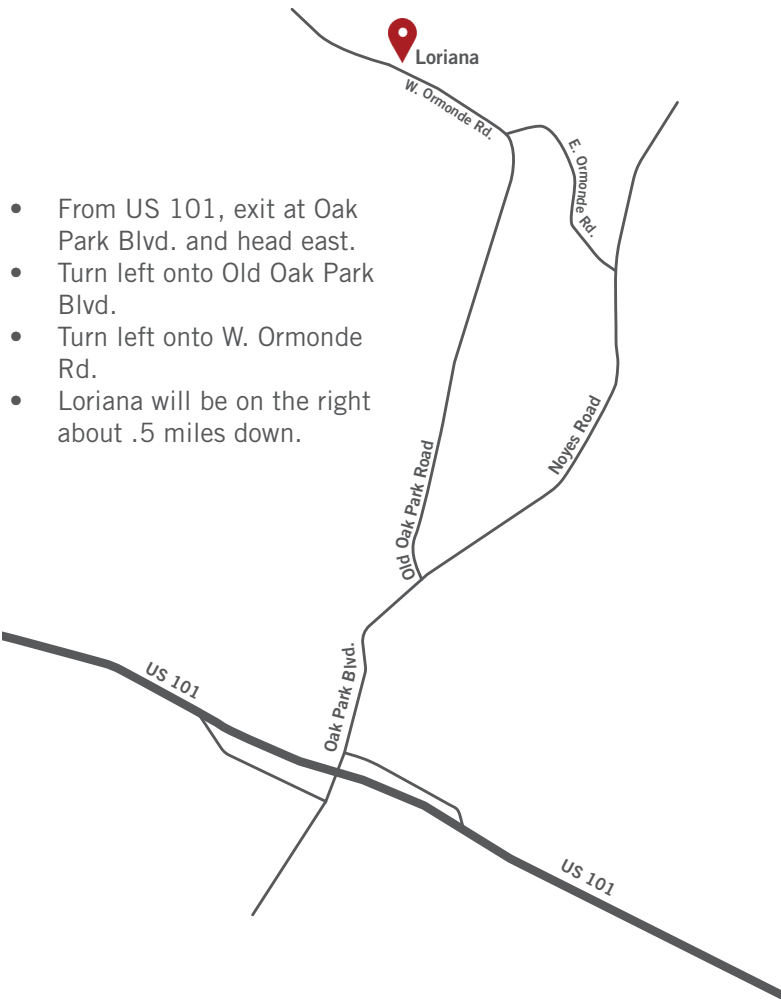 Loriana
W. Ormonde Rd.
E. Ormonde Rd.
• From US 101, exit at Oak
Park Blvd. and head east.
• Turn left onto Old Oak Park
Blvd.
• Turn left onto W. Ormonde
Rd.
• Loriana will be on the right
about .5 miles down.
Noyes Road
Old Oak Park Road
Oak Park Blvd.
US 101
US 101